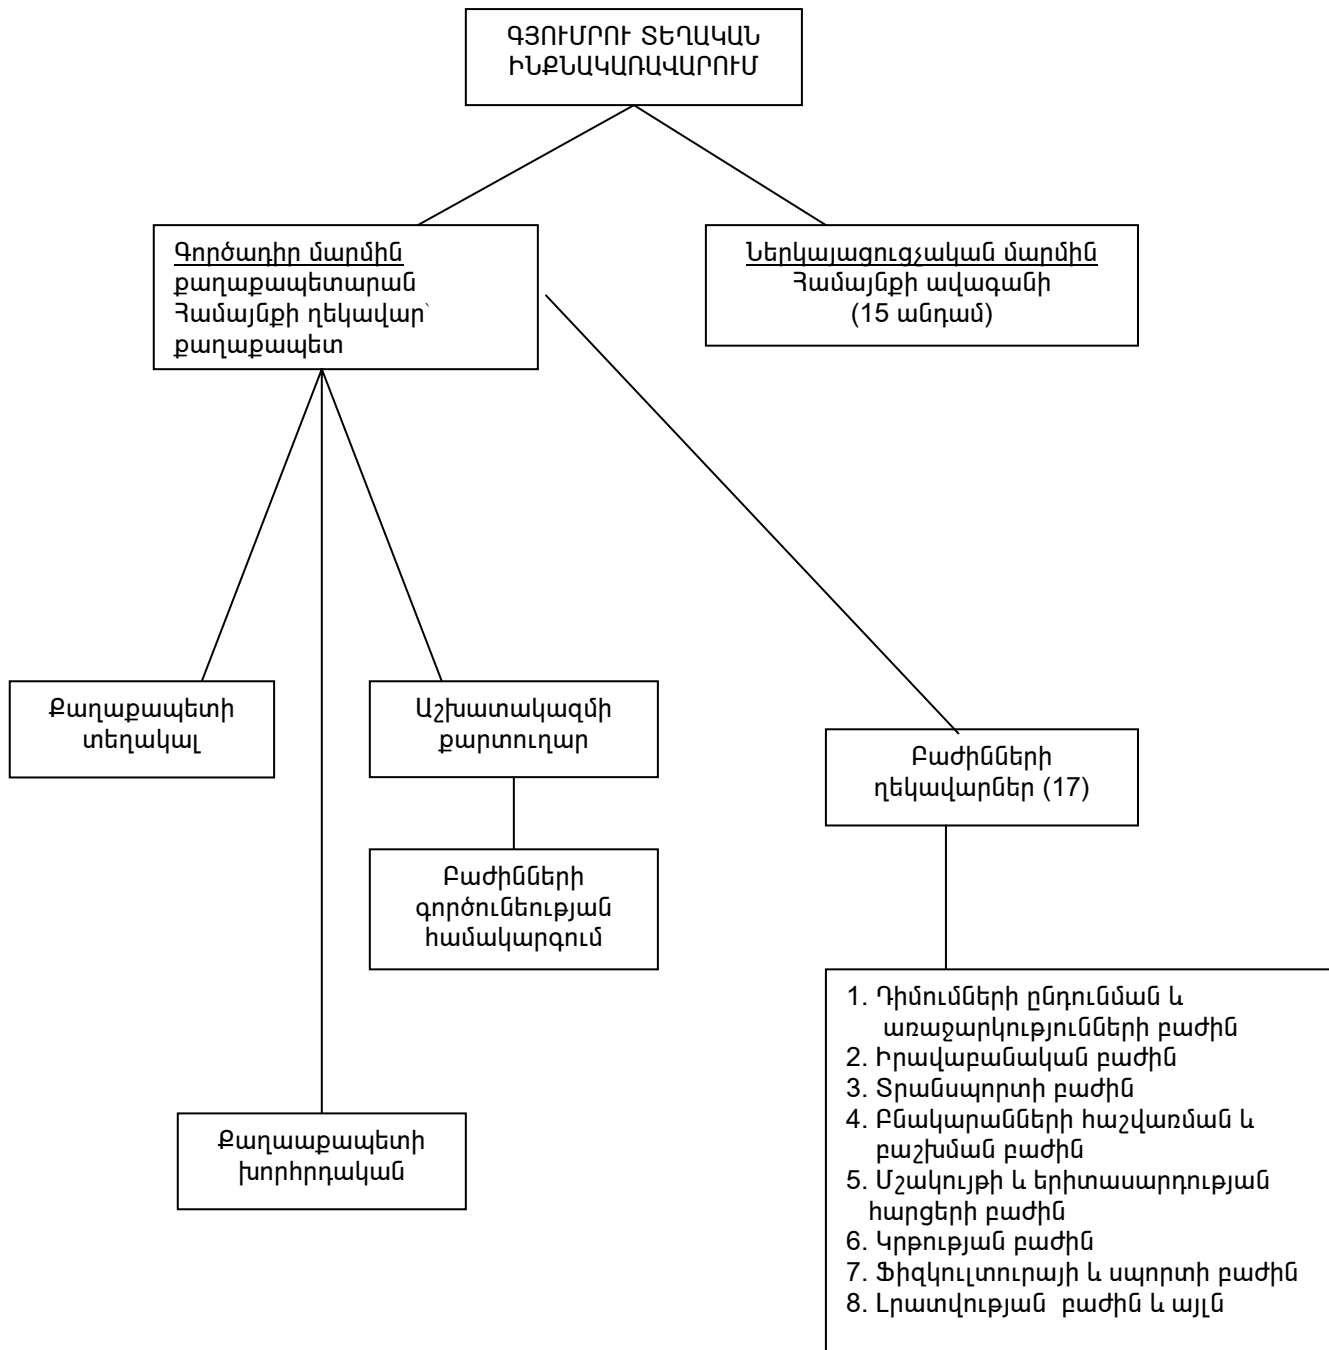 ԳՅՈՒՄՐՈՒ ՏԵՂԱԿԱՆ
ԻՆՔՆԱԿԱՌԱՎԱՐՈՒՄ
Գործադիր մարմին
քաղաքապետարան
Համայնքի ղեկավար՝
քաղաքապետ
Ներկայացուցչական մարմին
Համայնքի ավագանի
(15 անդամ)
Քաղաքապետի
տեղակալ
Աշխատակազմի
քարտուղար
Բաժինների
ղեկավարներ (17)
Բաժինների
գործունեության
համակարգում
1. Դիմումների ընդունման և
առաջարկությունների բաժին
2. Իրավաբանական բաժին
3. Տրանսպորտի բաժին
4. Բնակարանների հաշվառման և
բաշխման բաժին
5. Մշակույթի և երիտասարդության
հարցերի բաժին
6. Կրթության բաժին
7. Ֆիզկուլտուրայի և սպորտի բաժին
8. Լրատվության բաժին և այլն
Քաղաաքապետի
խորհրդական